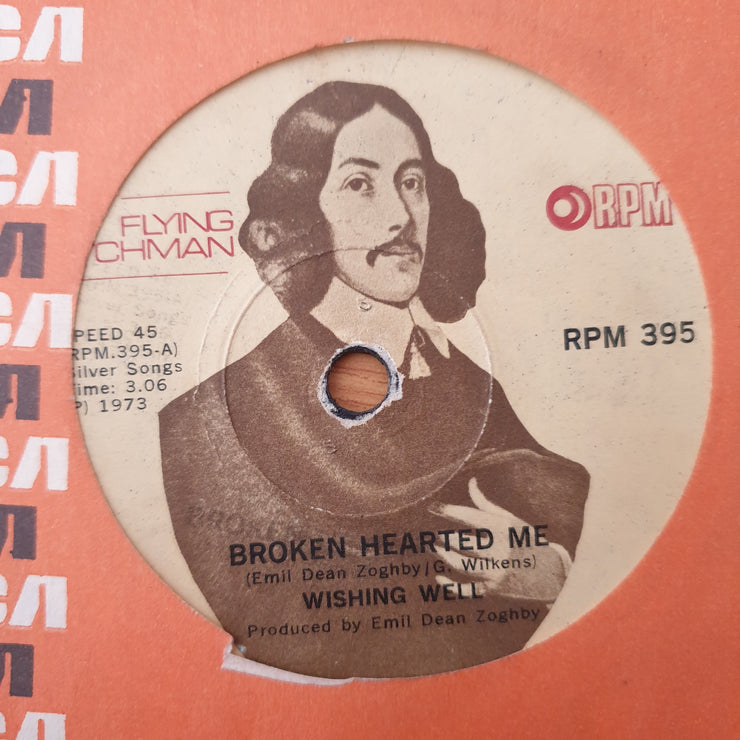 FLYING
CHMAN
RPM
PEED 45
RPM.395-A)
ilver Songs
ime: 3.06
P) 1973
RPM 395
BROKEN HEARTED ME
(Emil Dean Zoghby/G. Wilkens)
WISHING WELL
Produced by Emil Dean Zoghby